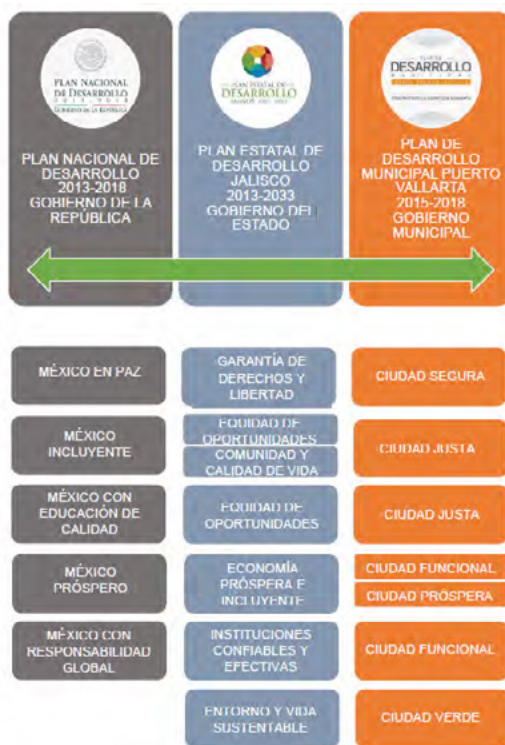 PLAN NACIONAL
DE DESARROLLO
2013-2018
GOBIERNO DE LA REPÚBLICA
PLAN NACIONAL DE
DESARROLLO
2013-2018
GOBIERNO DE LA
REPÚBLICA
PLAN ESTATAL DE
DESARROLLO
PLAN ESTATAL DE
DESARROLLO
JALISCO
2013-2033
GOBIERNO DEL
ESTADO
DESARROLLO
PLAN DE
DESARROLLO
MUNICIPAL PUERTO
VALLARTA
2015-2018
GOBIERNO
MUNICIPAL
MÉXICO EN PAZ
GARANTÍA DE
DERECHOS Y
LIBERTAD
CIUDAD SEGURA
MÉXICO
INCLUYENTE
EQUIDAD DE
OPORTUNIDADES
COMUNIDAD Y
CALIDAD DE VIDA
CIUDAD JUSTA
MÉXICO CON
EDUCACIÓN DE
CALIDAD
EQUIDAD DE
OPORTUNIDADES
CIUDAD JUSTA
MÉXICO
PRÓSPERO
ECONOMÍA
PRÓSPERA E
INCLUYENTE
CIUDAD FUNCIONAL
CIUDAD PRÓSPERA
MÉXICO CON
RESPONSABILIDAD
GLOBAL
INSTITUCIONES
CONFIABLES Y
EFECTIVAS
CIUDAD FUNCIONAL
ENTORNO Y VIDA
SUSTENTABLE
CIUDAD VERDE